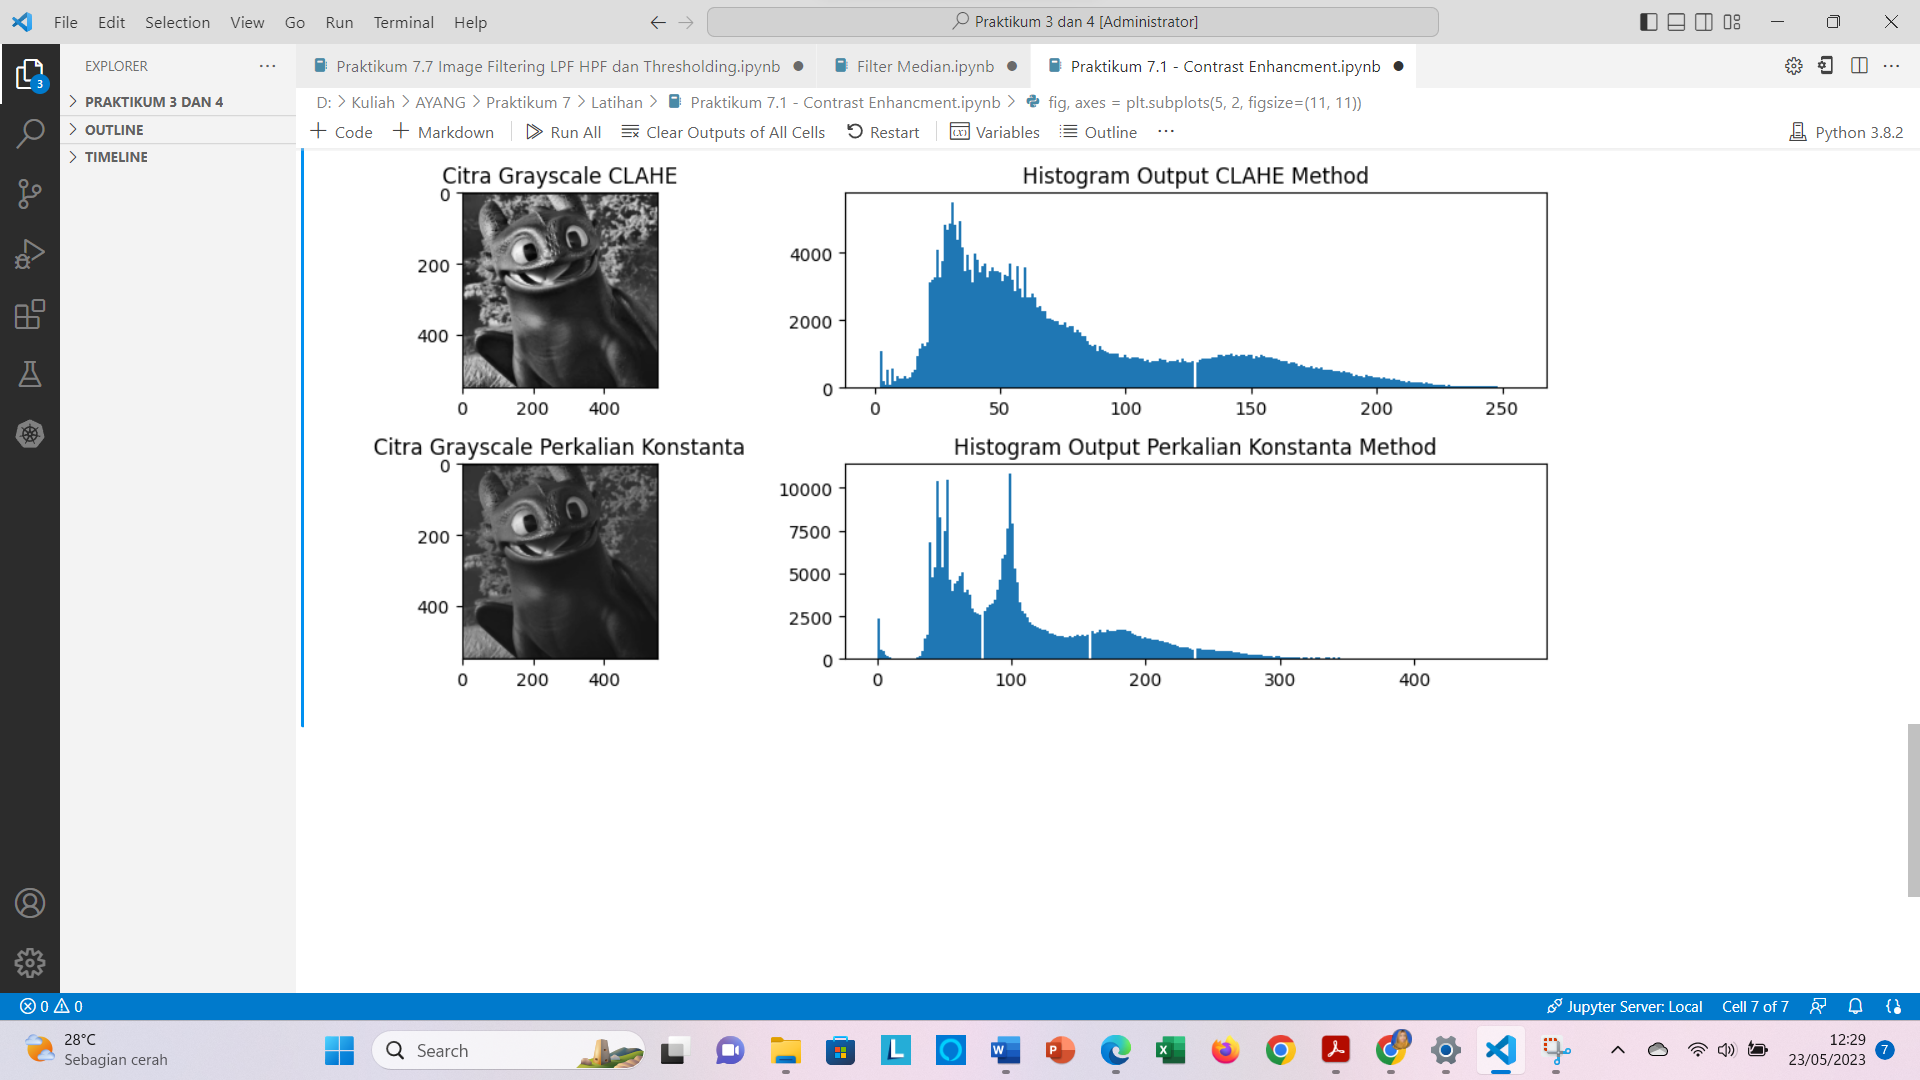 File Edit Selection View Go Run Terminal Help
Praktikum 3 dan 4 [Administrator]
EXPLORER
Praktikum 7.7 Image Filtering LPF HPF dan Thresholding.ipynb
Filter Median.ipynb
Praktikum 7.1 - Contrast Enhancment.ipynb
3
PRAKTIKUM 3 DAN 4
OUTLINE
TIMELINE
D: > Kuliah > AYANG > Praktikum 7 > Latihan > Praktikum 7.1 - Contrast Enhancment.ipynb > fig, axes = plt.subplots(5, 2, figsize=(11, 11))
+ Code + Markdown Run All Clear Outputs of All Cells Restart Variables Outline ... Python 3.8.2
Citra Grayscale CLAHE
0
200
400
0 200 400
Histogram Output CLAHE Method
4000
2000
0
0 50 100 150 200 250
Citra Grayscale Perkalian Konstanta
0
200
400
0 200 400
Histogram Output Perkalian Konstanta Method
10000
7500
5000
2500
0
0 100 200 300 400
0 0
Jupyter Server: Local Cell 7 of 7
28°C
Sebagian cerah
Search
12:29
23/05/2023
7